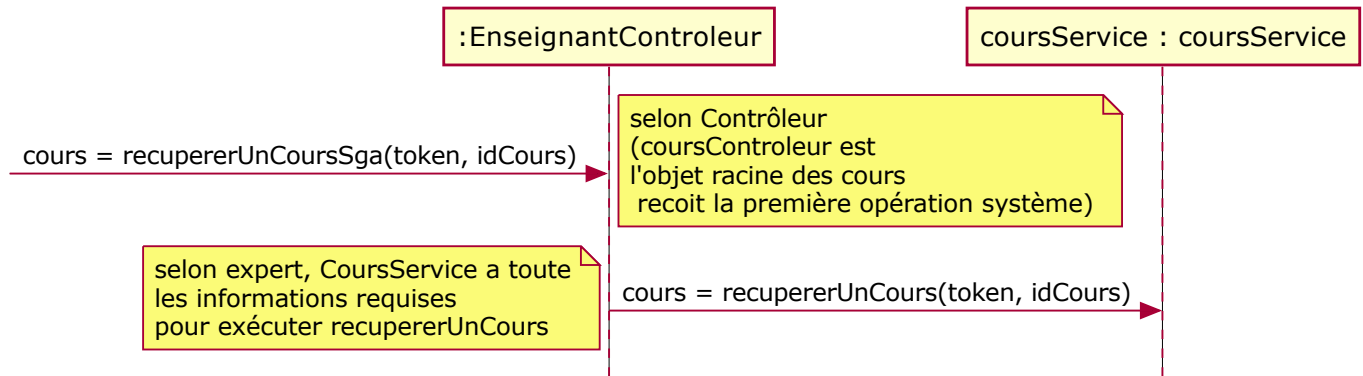 :EnseignantControleur
coursService : coursService
selon Contrôleur
(coursControleur est
l'objet racine des cours
recoit la première opération système)
cours = recupererUnCoursSga(token, idCours)
selon expert, CoursService a toute
les informations requises
pour exécuter recupererUnCours
cours = recupererUnCours(token, idCours)